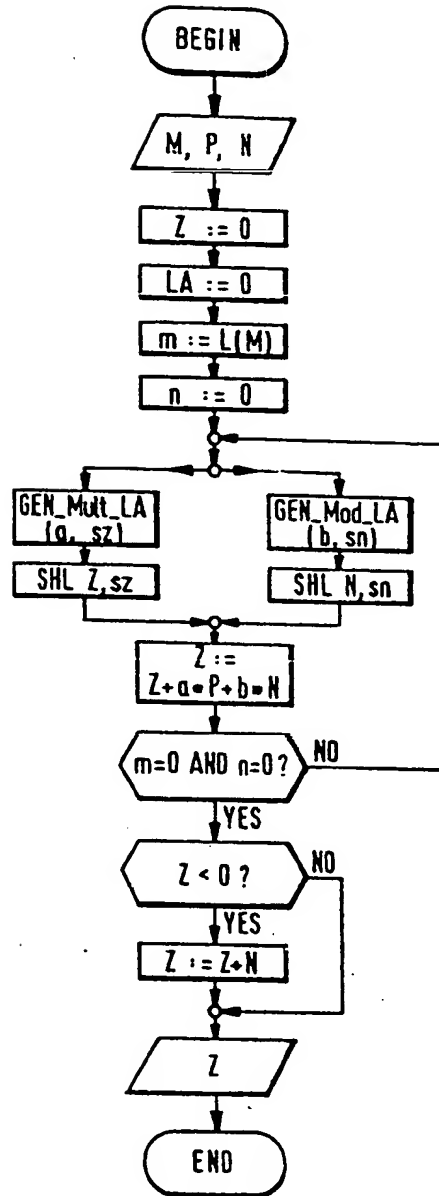 BEGIN
M, P, N
Z := 0
LA := 0
m := L(M)
n := 0
GEN_Mult_LA
(a, sz)
GEN_Mod_LA
(b, sn)
SHL Z,sz
SHL N,sn
Z :=
Z+a*P+b*N
m=0 AND n=0?
NO
YES
Z < 0 ?
NO
YES
Z := Z+N
Z
END